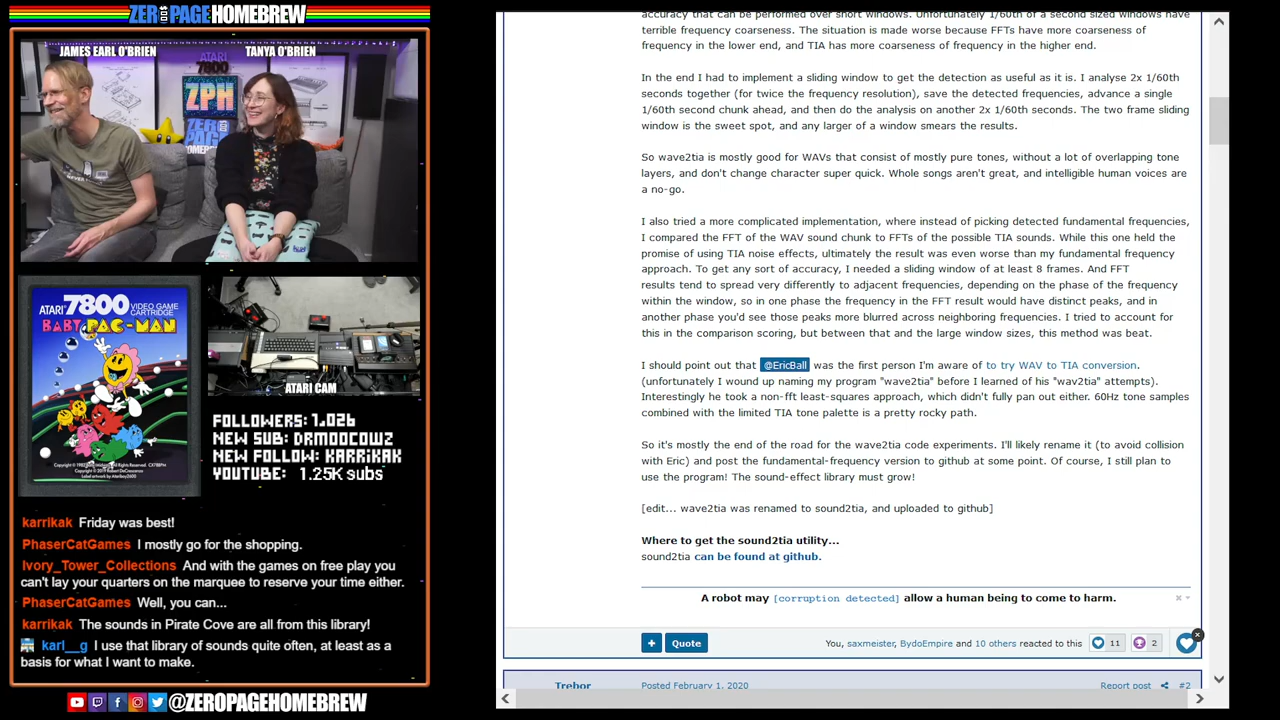 ZERO PAGE HOMEBREW
JAMES EARL O'BRIEN
TANYA O'BRIEN
ATARI
7800
ZPH
ATARI 7800 VIDEO GAME
CARTRIDGE
BABY PAC-MAN
ATARI CAM
FOLLOWERS: 1,026
NEW SUB: DRMOOCOWZ
NEW FOLLOW: KARRIKAK
YOUTUBE: 1.25K subs
karrikak Friday was best!
PhaserCatGames I mostly go for the shopping.
Ivory_Tower_Collections And with the games on free play you
can't lay your quarters on the marquee to reserve your time either.
PhaserCatGames Well, you can...
karrikak The sounds in Pirate Cove are all from this library!
karl__g I use that library of sounds quite often, at least as a
basis for what I want to make.
@ZEROPAGEHOMEBREW
accuracy that can be performed over short windows. Unfortunately 1/60th of a second sized windows have
terrible frequency coarseness. The situation is made worse because FFTs have more coarseness of
frequency in the lower end, and TIA has more coarseness of frequency in the higher end.
In the end I had to implement a sliding window to get the detection as useful as it is. I analyse 2x 1/60th
seconds together (for twice the frequency resolution), save the detected frequencies, advance a single
1/60th second chunk ahead, and then do the analysis on another 2x 1/60th seconds. The two frame sliding
window is the sweet spot, and any larger of a window smears the results.
So wave2tia is mostly good for WAVs that consist of mostly pure tones, without a lot of overlapping tone
layers, and don't change character super quick. Whole songs aren't great, and intelligible human voices are
a no-go.
I also tried a more complicated implementation, where instead of picking detected fundamental frequencies,
I compared the FFT of the WAV sound chunk to FFTs of the possible TIA sounds. While this one held the
promise of using TIA noise effects, ultimately the result was even worse than my fundamental frequency
approach. To get any sort of accuracy, I needed a sliding window of at least 8 frames. And FFT
results tend to spread very differently to adjacent frequencies, depending on the phase of the frequency
within the window, so in one phase the frequency in the FFT result would have distinct peaks, and in
another phase you'd see those peaks more blurred across neighboring frequencies. I tried to account for
this in the comparison scoring, but between that and the large window sizes, this method was beat.
I should point out that @EricBall was the first person I'm aware of to try WAV to TIA conversion.
(unfortunately I wound up naming my program "wave2tia" before I learned of his "wav2tia" attempts).
Interestingly he took a non-fft least-squares approach, which didn't fully pan out either. 60Hz tone samples
combined with the limited TIA tone palette is a pretty rocky path.
So it's mostly the end of the road for the wave2tia code experiments. I'll likely rename it (to avoid collision
with Eric) and post the fundamental-frequency version to github at some point. Of course, I still plan to
use the program! The sound-effect library must grow!
[edit... wave2tia was renamed to sound2tia, and uploaded to github]
Where to get the sound2tia utility...
sound2tia can be found at github.
A robot may [corruption detected] allow a human being to come to harm.
+ Quote
You, saxmeister, BydoEmpire and 10 others reacted to this
11
2
Trebor
Posted February 1, 2020
Report post
#2